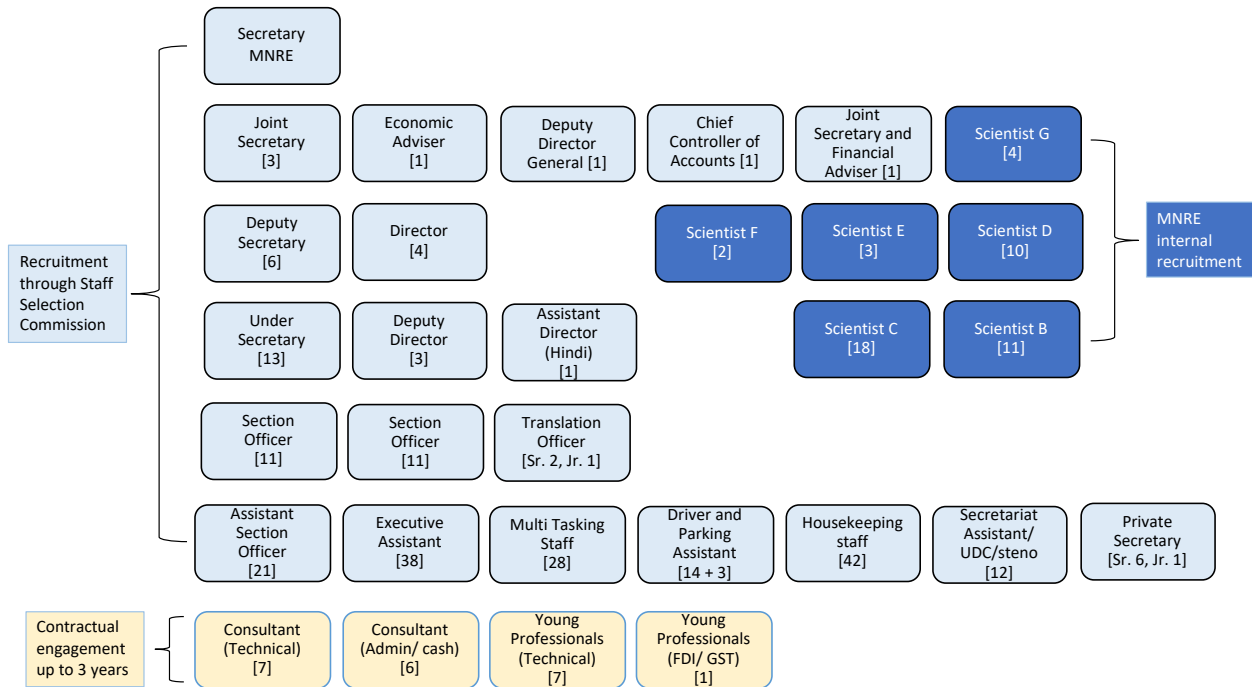 Secretary
MNRE
Joint
Secretary
[3]
Economic
Adviser
[1]
Deputy
Director
General [1]
Chief
Controller of
Accounts [1]
Joint
Secretary and
Financial
Adviser [1]
Scientist G
[4]
Deputy
Secretary
[6]
Director
[4]
Scientist F
[2]
Scientist E
[3]
Scientist D
[10]
MNRE
internal
recruitment
Recruitment
through Staff
Selection
Commission
Under
Secretary
[13]
Deputy
Director
[3]
Assistant
Director
(Hindi)
[1]
Scientist C
[18]
Scientist B
[11]
Section
Officer
[11]
Section
Officer
[11]
Translation
Officer
[Sr. 2, Jr. 1]
Assistant
Section
Officer
[21]
Executive
Assistant
[38]
Multi Tasking
Staff
[28]
Driver and
Parking
Assistant
[14 + 3]
Housekeeping
staff
[42]
Secretariat
Assistant/
UDC/steno
[12]
Private
Secretary
[Sr. 6, Jr. 1]
Contractual
engagement
up to 3 years
Consultant
(Technical)
[7]
Consultant
(Admin/ cash)
[6]
Young
Professionals
(Technical)
[7]
Young
Professionals
(FDI/ GST)
[1]